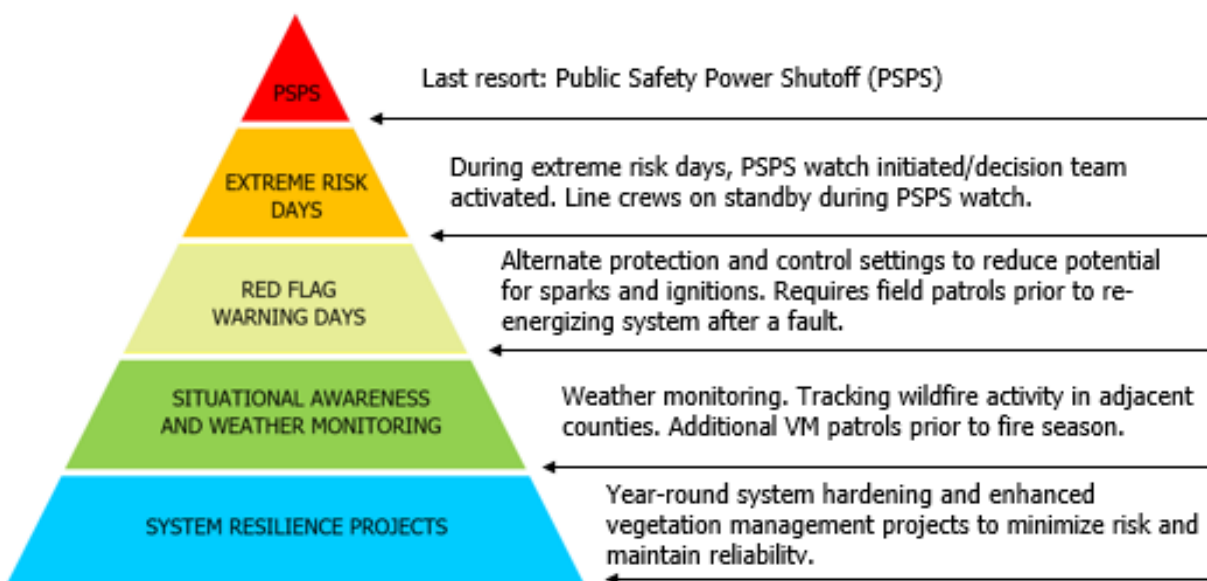 PSPS
Last resort: Public Safety Power Shutoff (PSPS)
EXTREME RISK
DAYS
During extreme risk days, PSPS watch initiated/decision team
activated. Line crews on standby during PSPS watch.
RED FLAG
WARNING DAYS
Alternate protection and control settings to reduce potential
for sparks and ignitions. Requires field patrols prior to re-
energizing system after a fault.
SITUATIONAL AWARENESS
AND WEATHER MONITORING
Weather monitoring. Tracking wildfire activity in adjacent
counties. Additional VM patrols prior to fire season.
SYSTEM RESILIENCE PROJECTS
Year-round system hardening and enhanced
vegetation management projects to minimize risk and
maintain reliability.